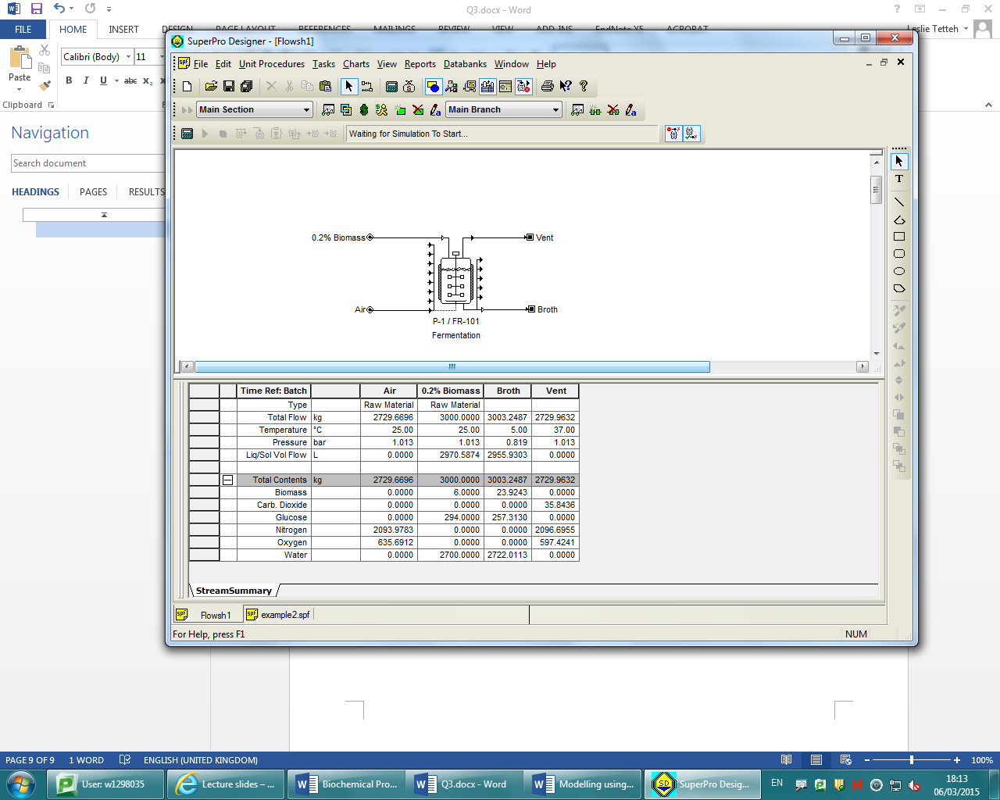 Q3.docx - Word
FILE HOME INSERT DESIGN PAGE LAYOUT REFERENCES MAILINGS REVIEW VIEW ADD-INS EndNote X5 ACROBAT Leslie Tetteh
SuperPro Designer - [Flowsh1]
Calibri (Body) 11
Paste
B I U abc x₂
Clipboard
File Edit Unit Procedures Tasks Charts View Reports Databanks Window Help
Main Section Main Branch
Waiting for Simulation To Start...
Navigation
Search document
HEADINGS PAGES RESULTS
T
0.2% Biomass Vent
Air Broth
P-1 / FR-101
Fermentation
Time Ref: Batch Air 0.2% Biomass Broth Vent
Type Raw Material Raw Material
Total Flow kg 2729.6696 3000.0000 3003.2487 2729.9632
Temperature °C 25.00 25.00 5.00 37.00
Pressure bar 1.013 1.013 0.819 1.013
Liq/Sol Vol Flow L 0.0000 2970.5874 2955.9303 0.0000
Total Contents kg 2729.6696 3000.0000 3003.2487 2729.9632
Biomass 0.0000 6.0000 23.9243 0.0000
Carb. Dioxide 0.0000 0.0000 0.0000 35.8436
Glucose 0.0000 294.0000 257.3130 0.0000
Nitrogen 2093.9783 0.0000 0.0000 2096.6955
Oxygen 635.6912 0.0000 0.0000 597.4241
Water 0.0000 2700.0000 2722.0113 0.0000
StreamSummary
Flowsh1 example2.spf
For Help, press F1 NUM
PAGE 9 OF 9 1 WORD ENGLISH (UNITED KINGDOM) 100%
User: w1298035 Lecture slides – ... Biochemical Pro... Q3.docx - Word Modelling using... SuperPro Desig... EN 18:13
06/03/2015